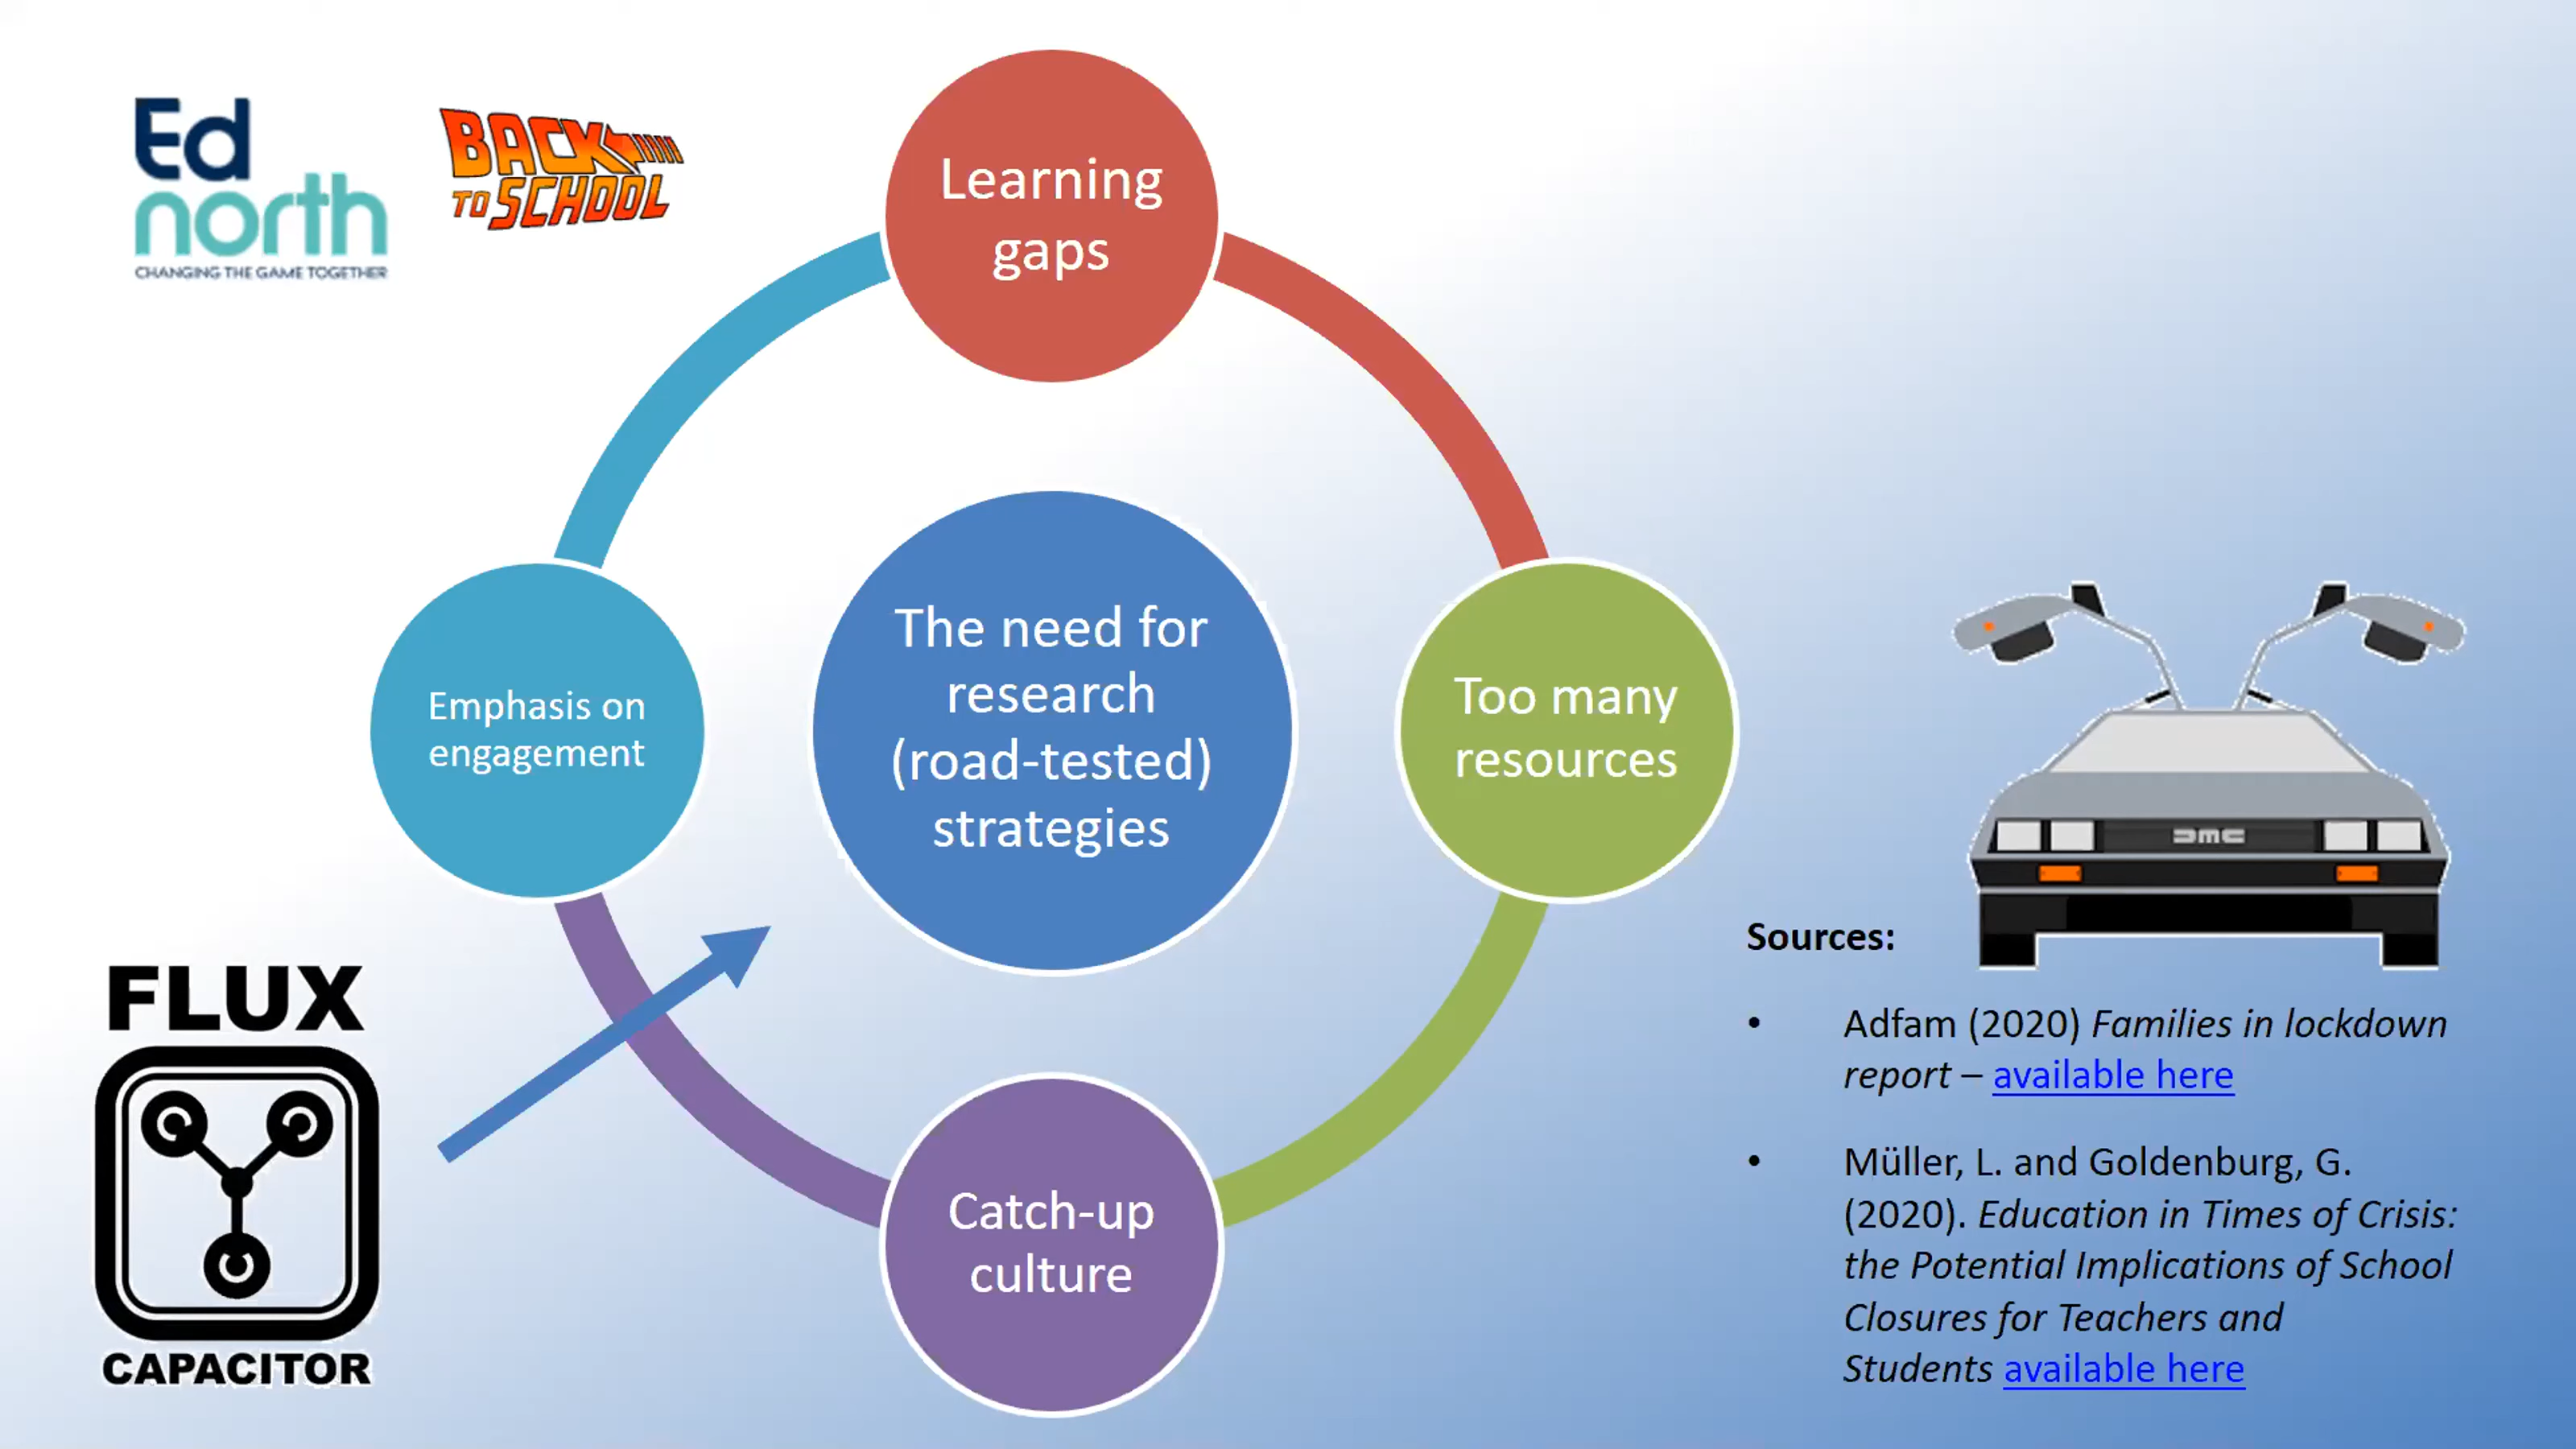 Ed
north
CHANGING THE GAME TOGETHER
BACK
TO SCHOOL
Learning
gaps
Emphasis on
engagement
The need for
research
(road-tested)
strategies
Too many
resources
Catch-up
culture
FLUX
CAPACITOR
DMC
Sources:
• Adfam (2020) Families in lockdown
report – available here
• Müller, L. and Goldenburg, G.
(2020). Education in Times of Crisis:
the Potential Implications of School
Closures for Teachers and
Students available here